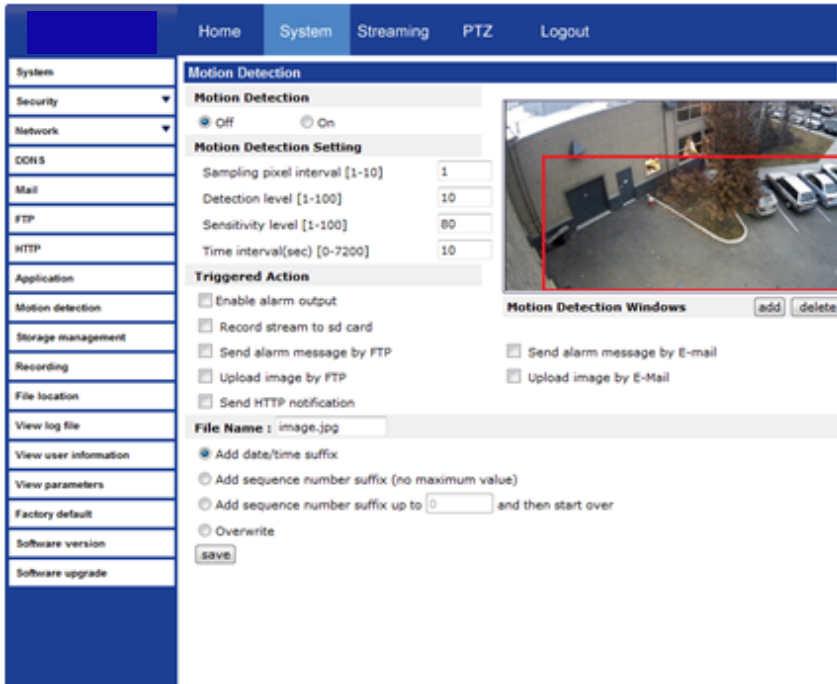 Home System Streaming PTZ Logout
System
Security
Network
DDNS
Mail
FTP
HTTP
Application
Motion detection
Storage management
Recording
File location
View log file
View user information
View parameters
Factory default
Software version
Software upgrade
Motion Detection
Motion Detection
Off On
Motion Detection Setting
Sampling pixel interval [1-10] 1
Detection level [1-100] 10
Sensitivity level [1-100] 80
Time interval(sec) [0-7200] 10
Motion Detection Windows add delete
Triggered Action
Enable alarm output
Record stream to sd card
Send alarm message by FTP Send alarm message by E-mail
Upload image by FTP Upload image by E-Mail
Send HTTP notification
File Name : image.jpg
Add date/time suffix
Add sequence number suffix (no maximum value)
Add sequence number suffix up to 0 and then start over
Overwrite
save